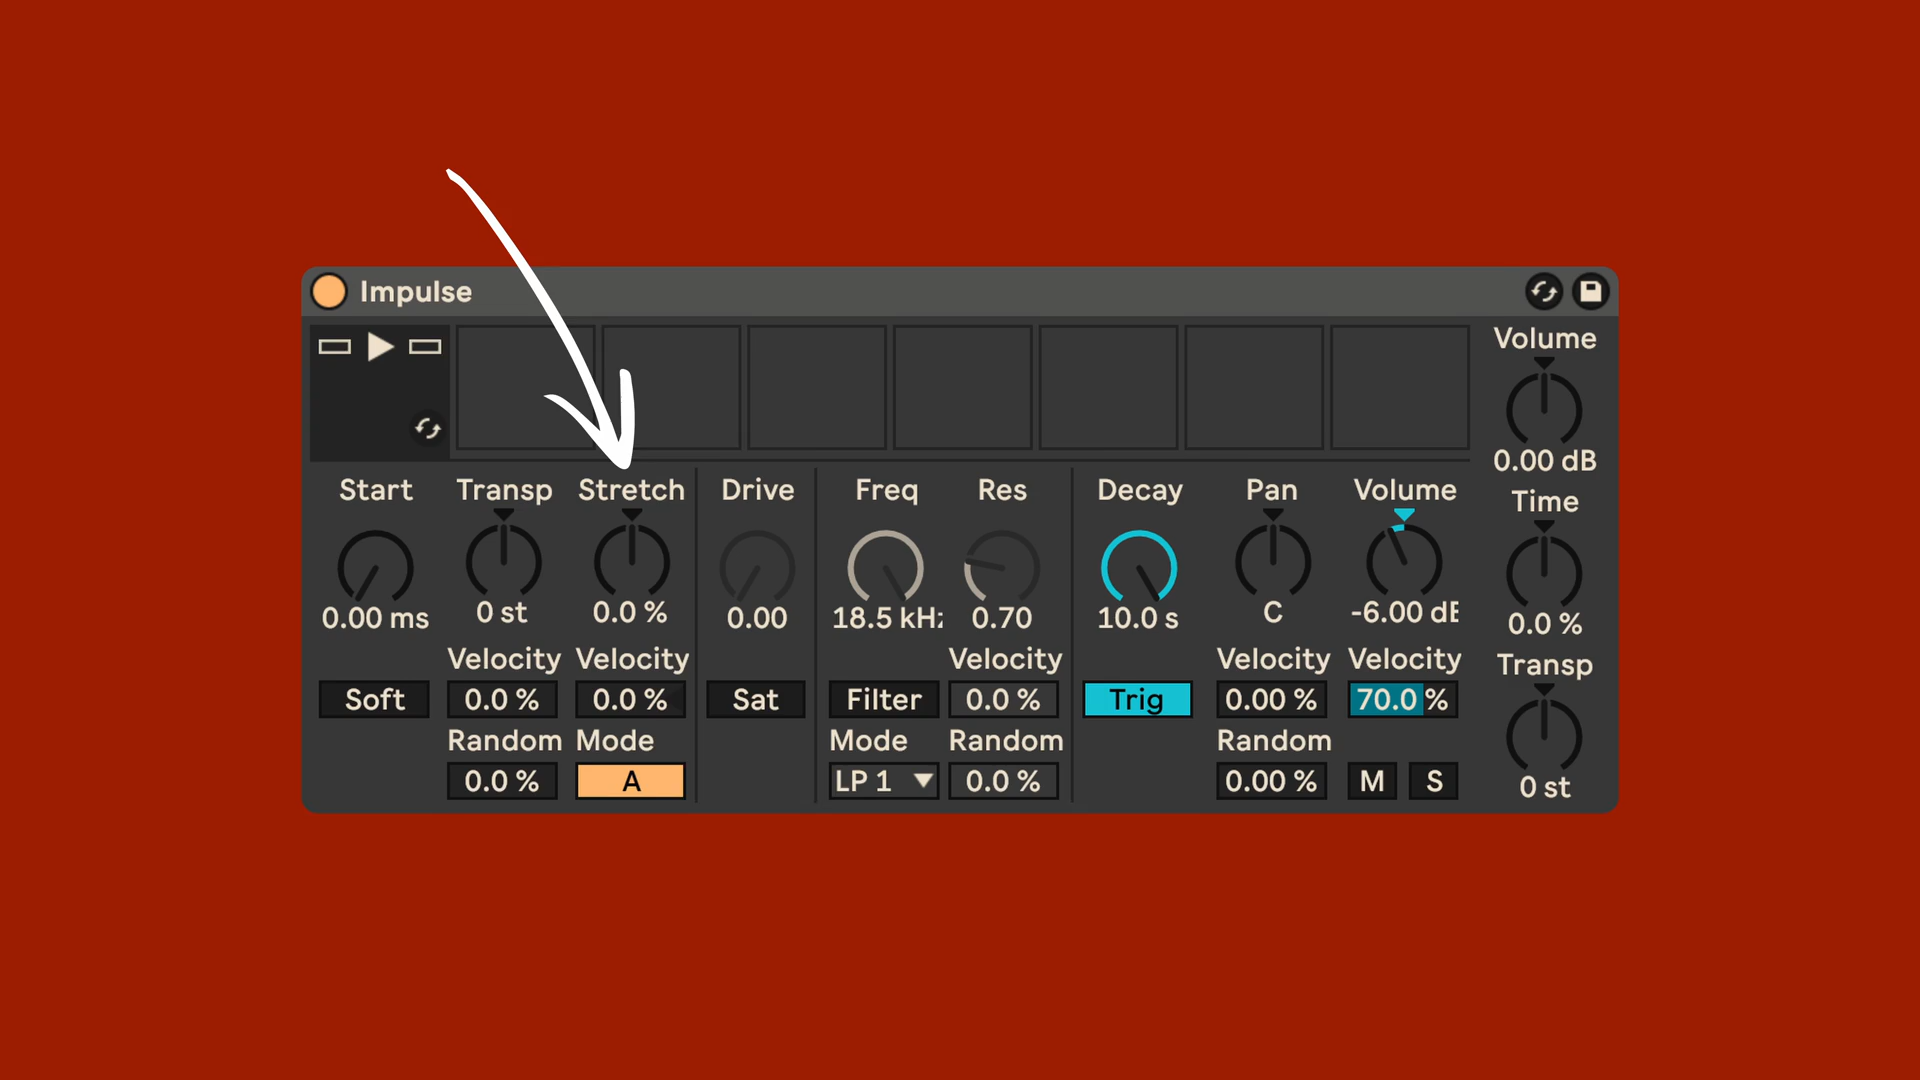 Impulse
Volume
0.00 dB
Start Transp Stretch Drive Freq Res Decay Pan Volume
0.00 ms 0 st 0.0 % 0.00 18.5 kHz 0.70 10.0 s C -6.00 dB
Time
0.0 %
Velocity Velocity Velocity Velocity Velocity
Soft 0.0 % 0.0 % Sat Filter 0.0 % Trig 0.00 % 70.0 %
Random Mode Mode Random Random
0.0 % A LP 1 0.0 % 0.00 % M S
Transp
0 st